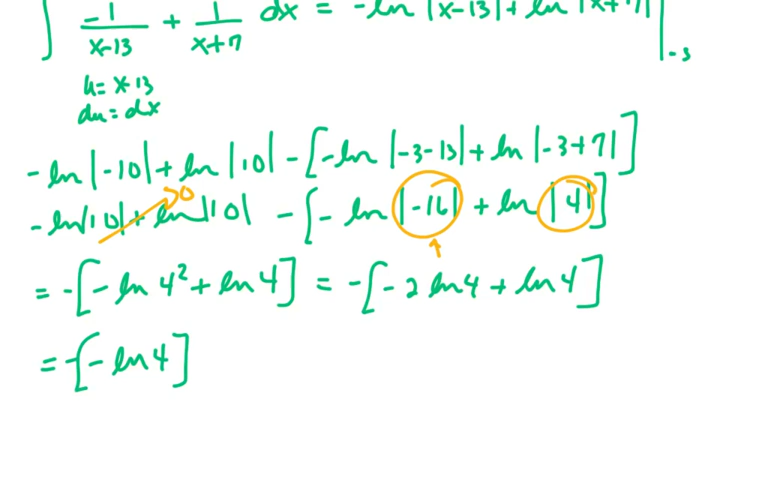 ∫ -1/(x-13) + 1/(x+7) dx = -ln |x-13| + ln |x+7| |
-3
u = x-13
du = dx
-ln|-10| + ln |10| - [-ln |-3-13| + ln |-3+7|]
-ln|10| + ln|10| - [- ln |-16| + ln |4|]
0
= -[-ln 4² + ln 4] = -[-2 ln4 + ln 4]
= -[- ln 4]